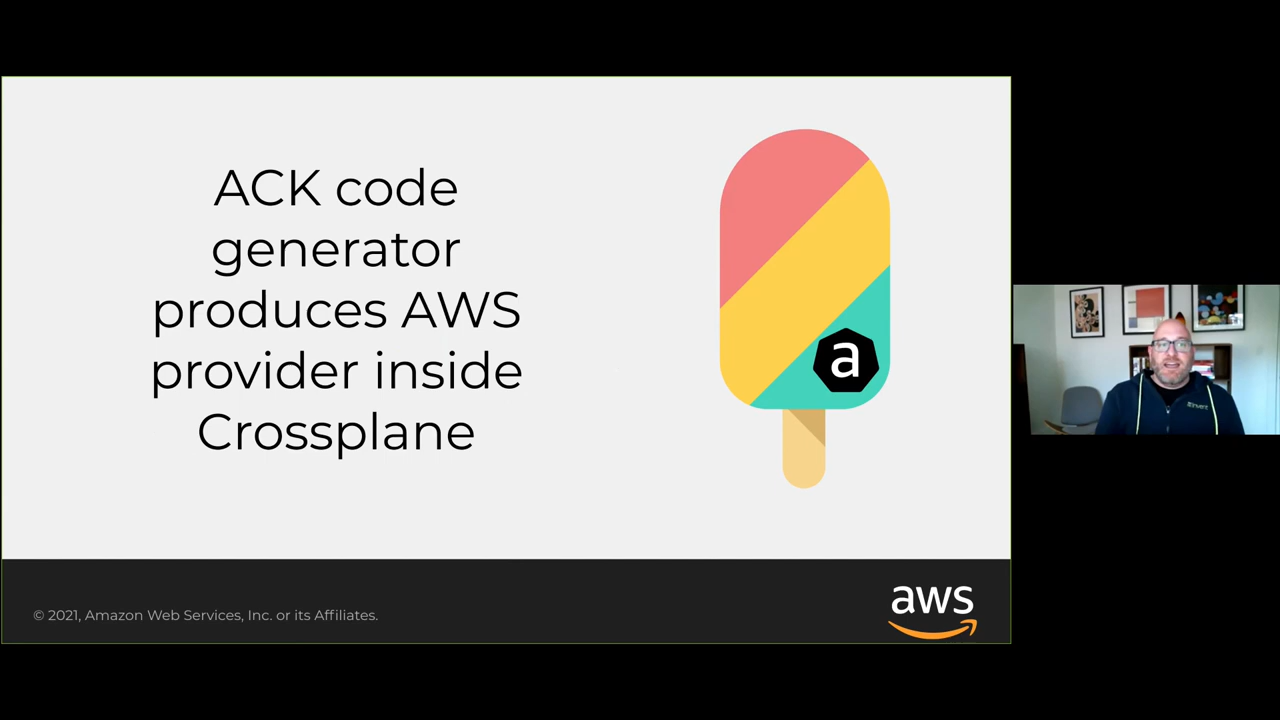 ACK code
generator
produces AWS
provider inside
Crossplane
a
© 2021, Amazon Web Services, Inc. or its Affiliates.
aws